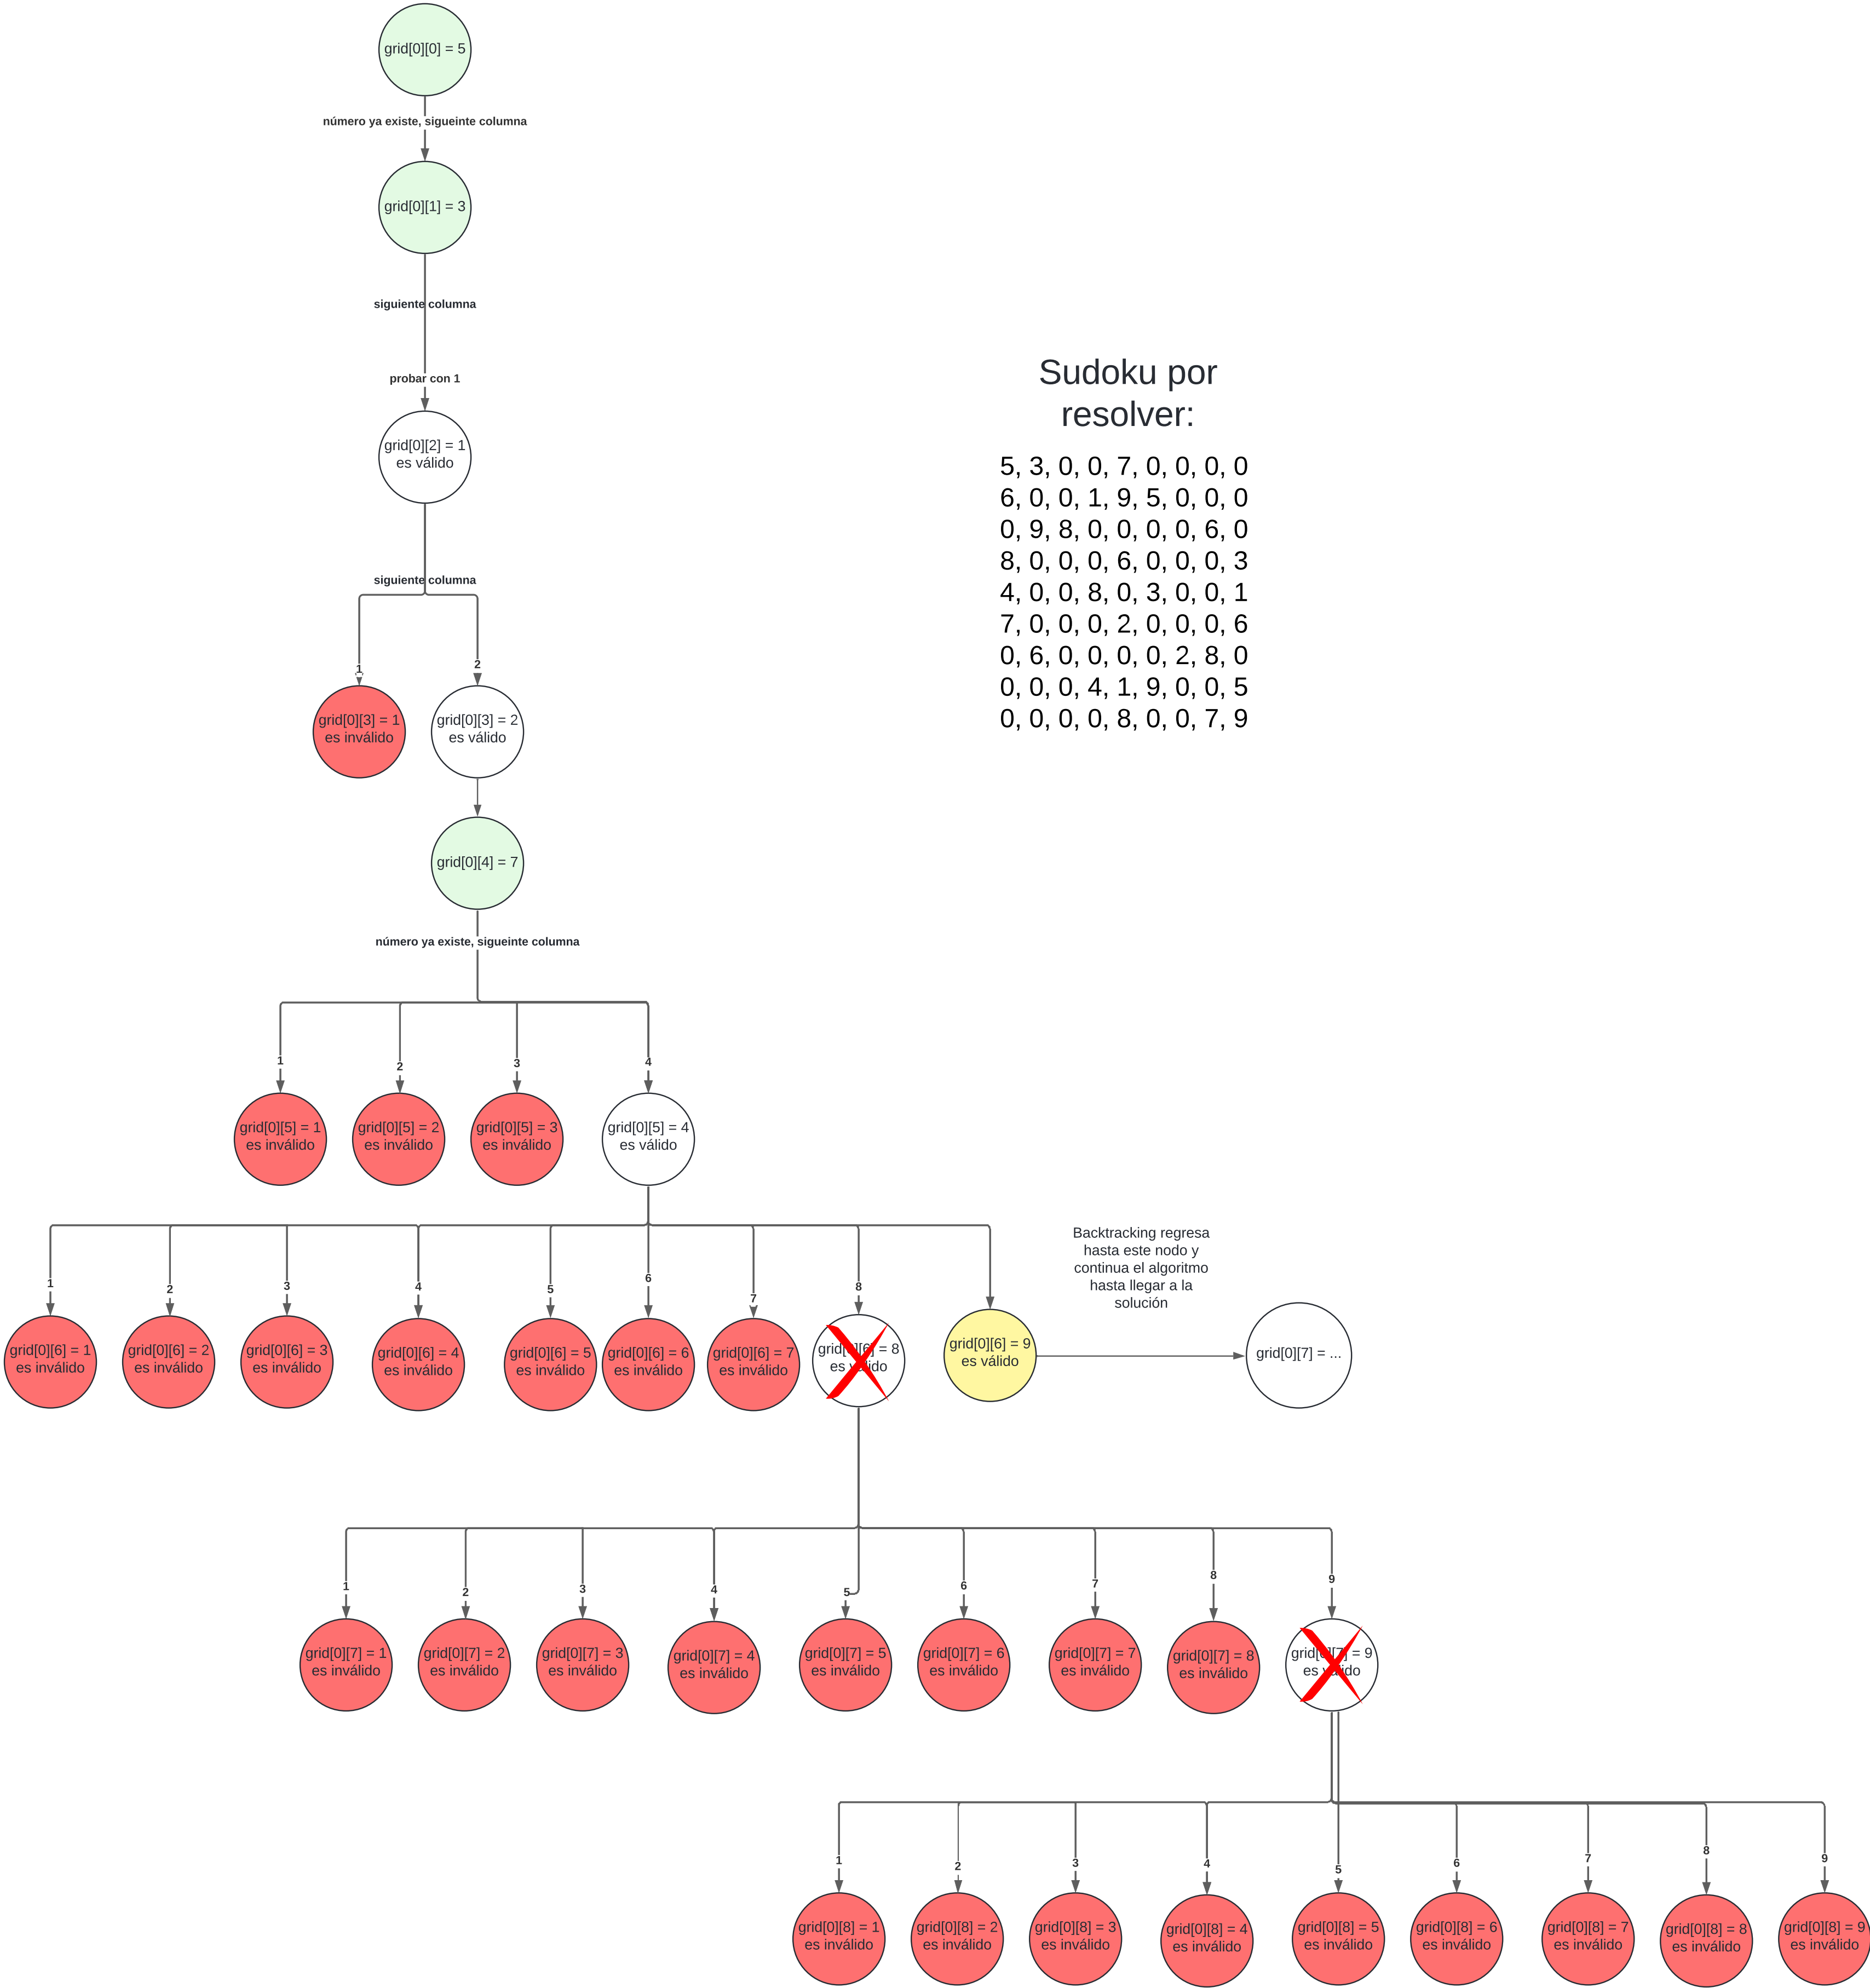 grid[0][0] = 5
número ya existe, sigueinte columna
grid[0][1] = 3
siguiente columna
probar con 1
grid[0][2] = 1
es válido
Sudoku por
resolver:
5, 3, 0, 0, 7, 0, 0, 0, 0
6, 0, 0, 1, 9, 5, 0, 0, 0
0, 9, 8, 0, 0, 0, 0, 6, 0
8, 0, 0, 0, 6, 0, 0, 0, 3
4, 0, 0, 8, 0, 3, 0, 0, 1
7, 0, 0, 0, 2, 0, 0, 0, 6
0, 6, 0, 0, 0, 0, 2, 8, 0
0, 0, 0, 4, 1, 9, 0, 0, 5
0, 0, 0, 0, 8, 0, 0, 7, 9
siguiente columna
1
2
grid[0][3] = 1
es inválido
grid[0][3] = 2
es válido
grid[0][4] = 7
número ya existe, sigueinte columna
1
2
3
4
grid[0][5] = 1
es inválido
grid[0][5] = 2
es inválido
grid[0][5] = 3
es inválido
grid[0][5] = 4
es válido
Backtracking regresa
hasta este nodo y
continua el algoritmo
hasta llegar a la
solución
1
2
3
4
5
6
7
8
grid[0][6] = 1
es inválido
grid[0][6] = 2
es inválido
grid[0][6] = 3
es inválido
grid[0][6] = 4
es inválido
grid[0][6] = 5
es inválido
grid[0][6] = 6
es inválido
grid[0][6] = 7
es inválido
grid[0][6] = 8
es válido
grid[0][6] = 9
es válido
grid[0][7] = ...
1
2
3
4
5
6
7
8
9
grid[0][7] = 1
es inválido
grid[0][7] = 2
es inválido
grid[0][7] = 3
es inválido
grid[0][7] = 4
es inválido
grid[0][7] = 5
es inválido
grid[0][7] = 6
es inválido
grid[0][7] = 7
es inválido
grid[0][7] = 8
es inválido
grid[0][7] = 9
es válido
1
2
3
4
5
6
7
8
9
grid[0][8] = 1
es inválido
grid[0][8] = 2
es inválido
grid[0][8] = 3
es inválido
grid[0][8] = 4
es inválido
grid[0][8] = 5
es inválido
grid[0][8] = 6
es inválido
grid[0][8] = 7
es inválido
grid[0][8] = 8
es inválido
grid[0][8] = 9
es inválido